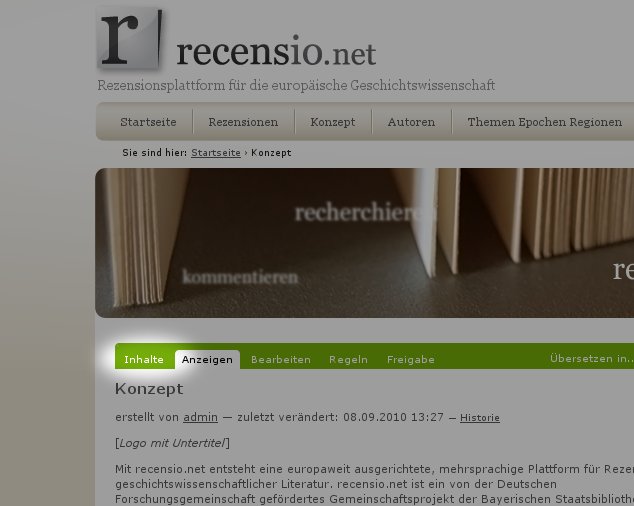 r
recensio.net
Rezensionsplattform für die europäische Geschichtswissenschaft
Startseite Rezensionen Konzept Autoren Themen Epochen Regionen
Sie sind hier: Startseite › Konzept
recherchieren
kommentieren
re
Inhalte Anzeigen Bearbeiten Regeln Freigabe Übersetzen in...
Konzept
erstellt von admin — zuletzt verändert: 08.09.2010 13:27 — Historie
[Logo mit Untertitel]
Mit recensio.net entsteht eine europaweit ausgerichtete, mehrsprachige Plattform für Rezen
geschichtswissenschaftlicher Literatur. recensio.net ist ein von der Deutschen
Forschungsgemeinschaft gefördertes Gemeinschaftsprojekt der Bayerischen Staatsbibliothe